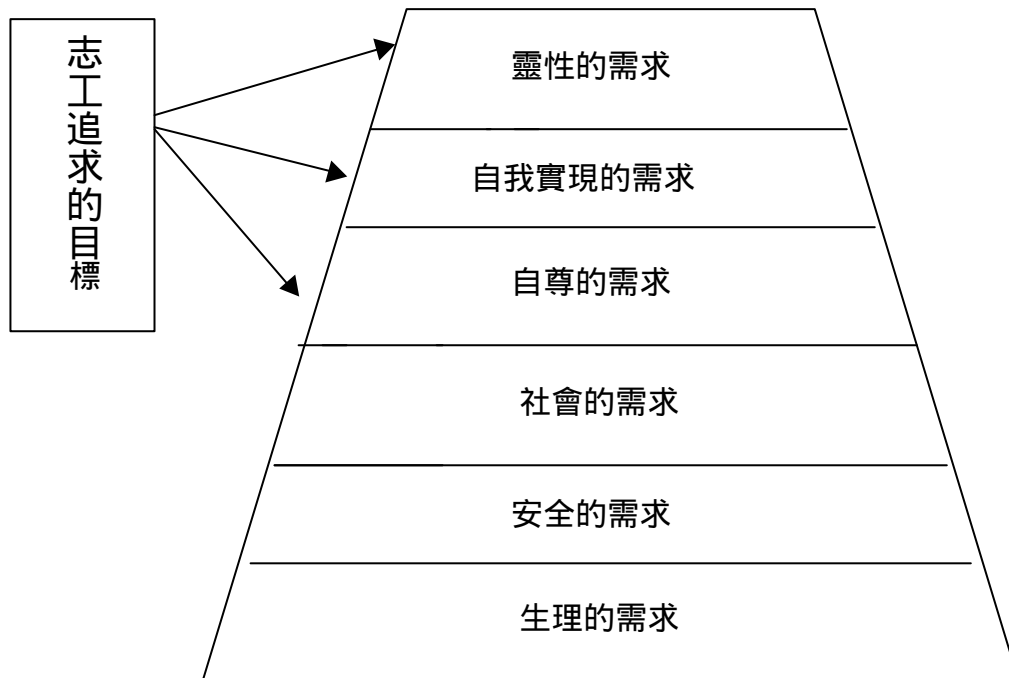 志工追求的目標
靈性的需求
自我實現的需求
自尊的需求
社會的需求
安全的需求
生理的需求